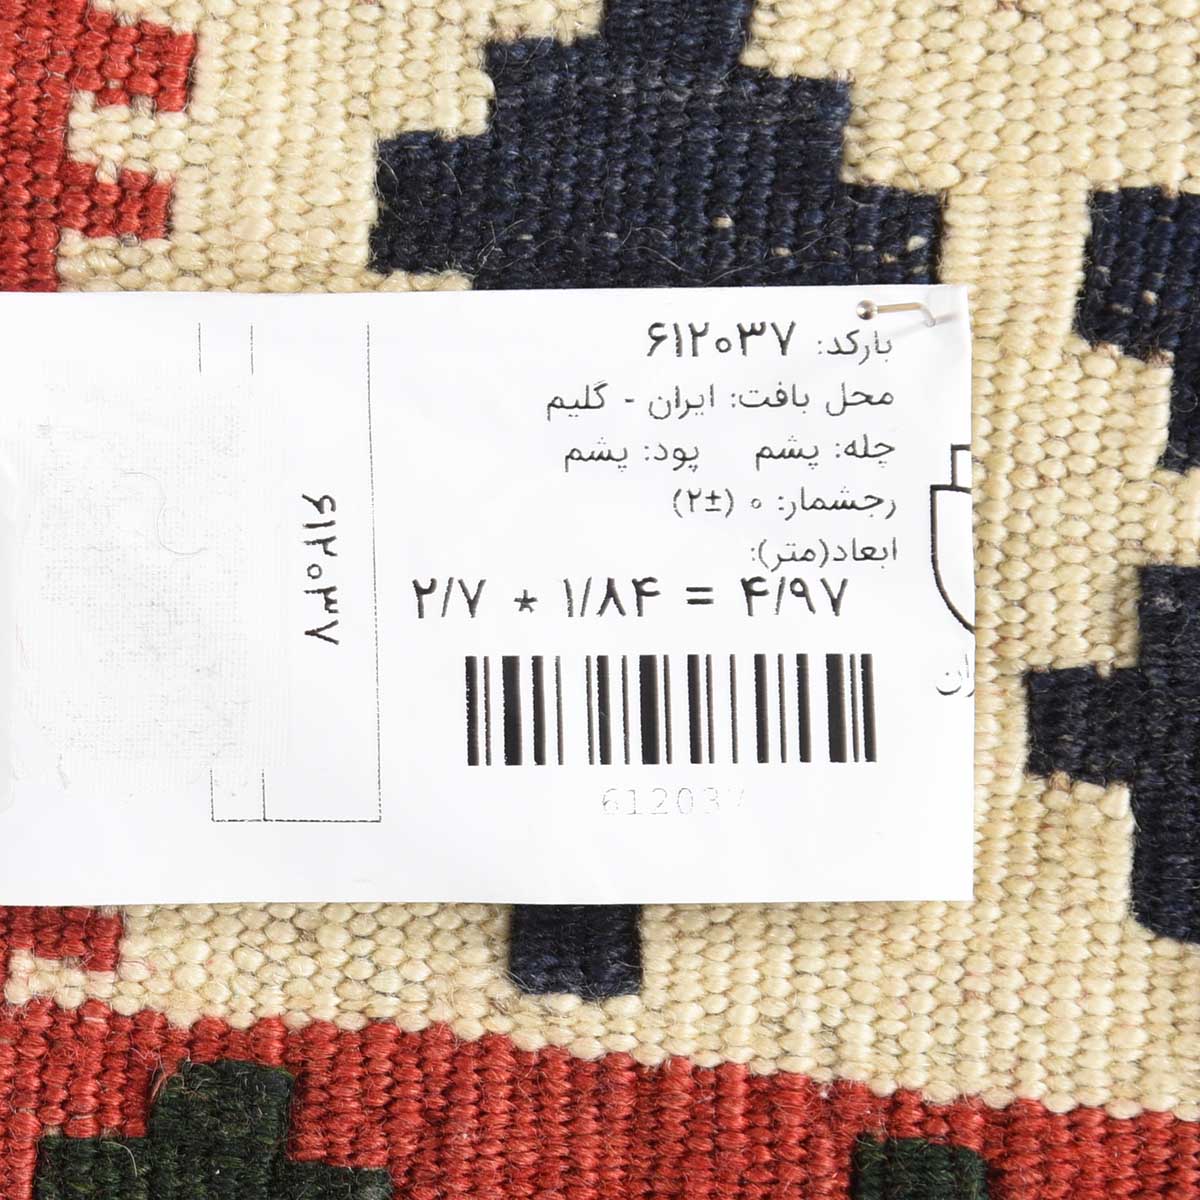 بارکد: ۶۱۲۰۳۷
محل بافت: ایران - گلیم
چله: پشم پود: پشم
رجشمار: ۰ (±۲)
ابعاد(متر):
۲/۷ * ۱/۸۴ = ۴/۹۷
612037
۶۱۲۰۳۷